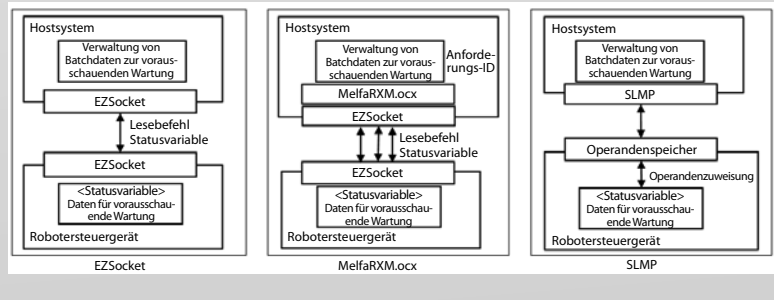 Hostsystem
Verwaltung von
Batchdaten zur voraus-
schauenden Wartung
EZSocket
Lesebefehl
Statusvariable
EZSocket
<Statusvariable>
Daten für vorausschau-
ende Wartung
Robotersteuergerät
EZSocket
Hostsystem
Verwaltung von
Batchdaten zur voraus-
schauenden Wartung
Anforde-
rungs-ID
MelfaRXM.ocx
EZSocket
Lesebefehl
Statusvariable
EZSocket
<Statusvariable>
Daten für vorausschau-
ende Wartung
Robotersteuergerät
MelfaRXM.ocx
Hostsystem
Verwaltung von
Batchdaten zur voraus-
schauenden Wartung
SLMP
Operandenspeicher
Operandenzuweisung
<Statusvariable>
Daten für vorausschau-
ende Wartung
Robotersteuergerät
SLMP